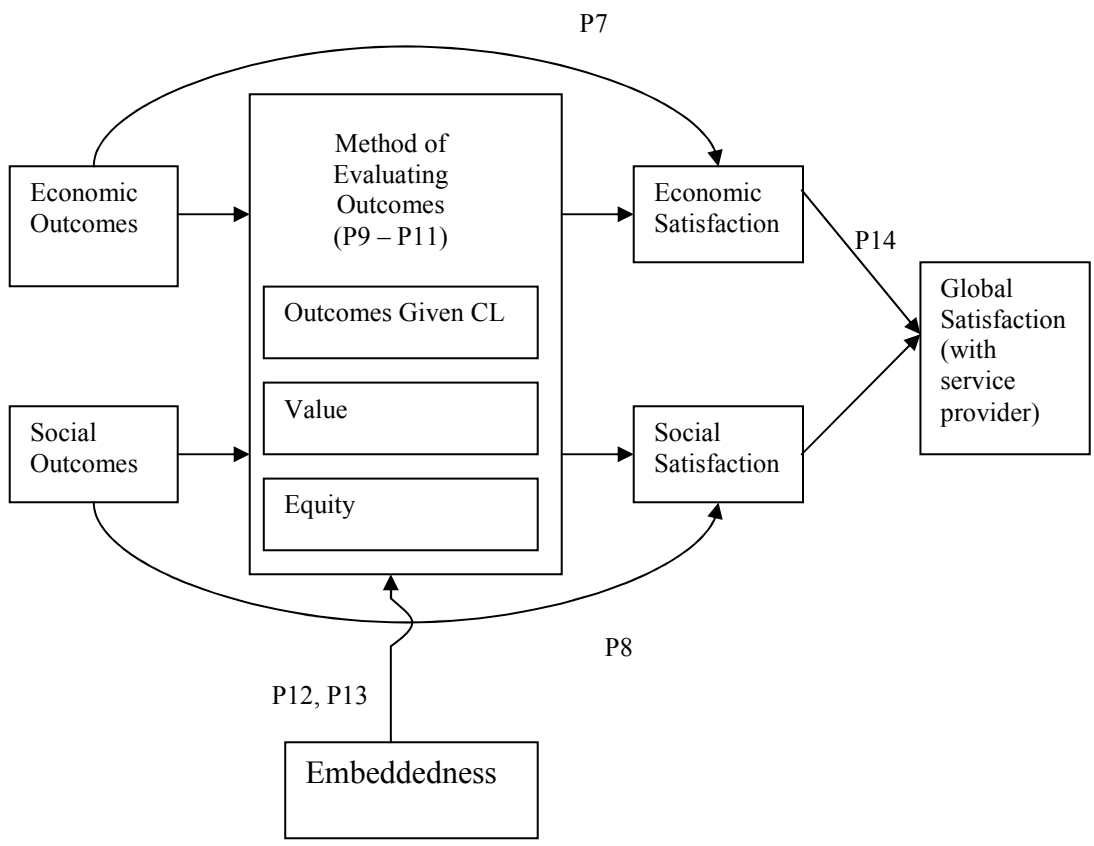 P7
Economic
Outcomes
Method of
Evaluating
Outcomes
(P9 – P11)
Economic
Satisfaction
P14
Global
Satisfaction
(with
service
provider)
Outcomes Given CL
Value
Equity
Social
Outcomes
Social
Satisfaction
P8
P12, P13
Embeddedness